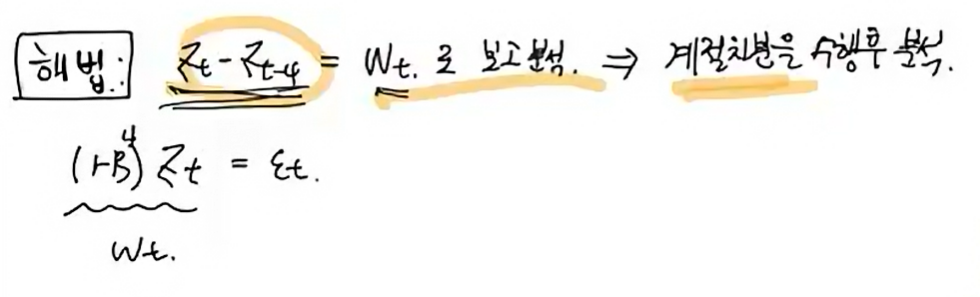 해법: Zt - Zt-4 = Wt. 로 보고 분석. ⇒ 계절차분을 수행후 분석.
(1-B⁴) Zt = εt.
Wt.